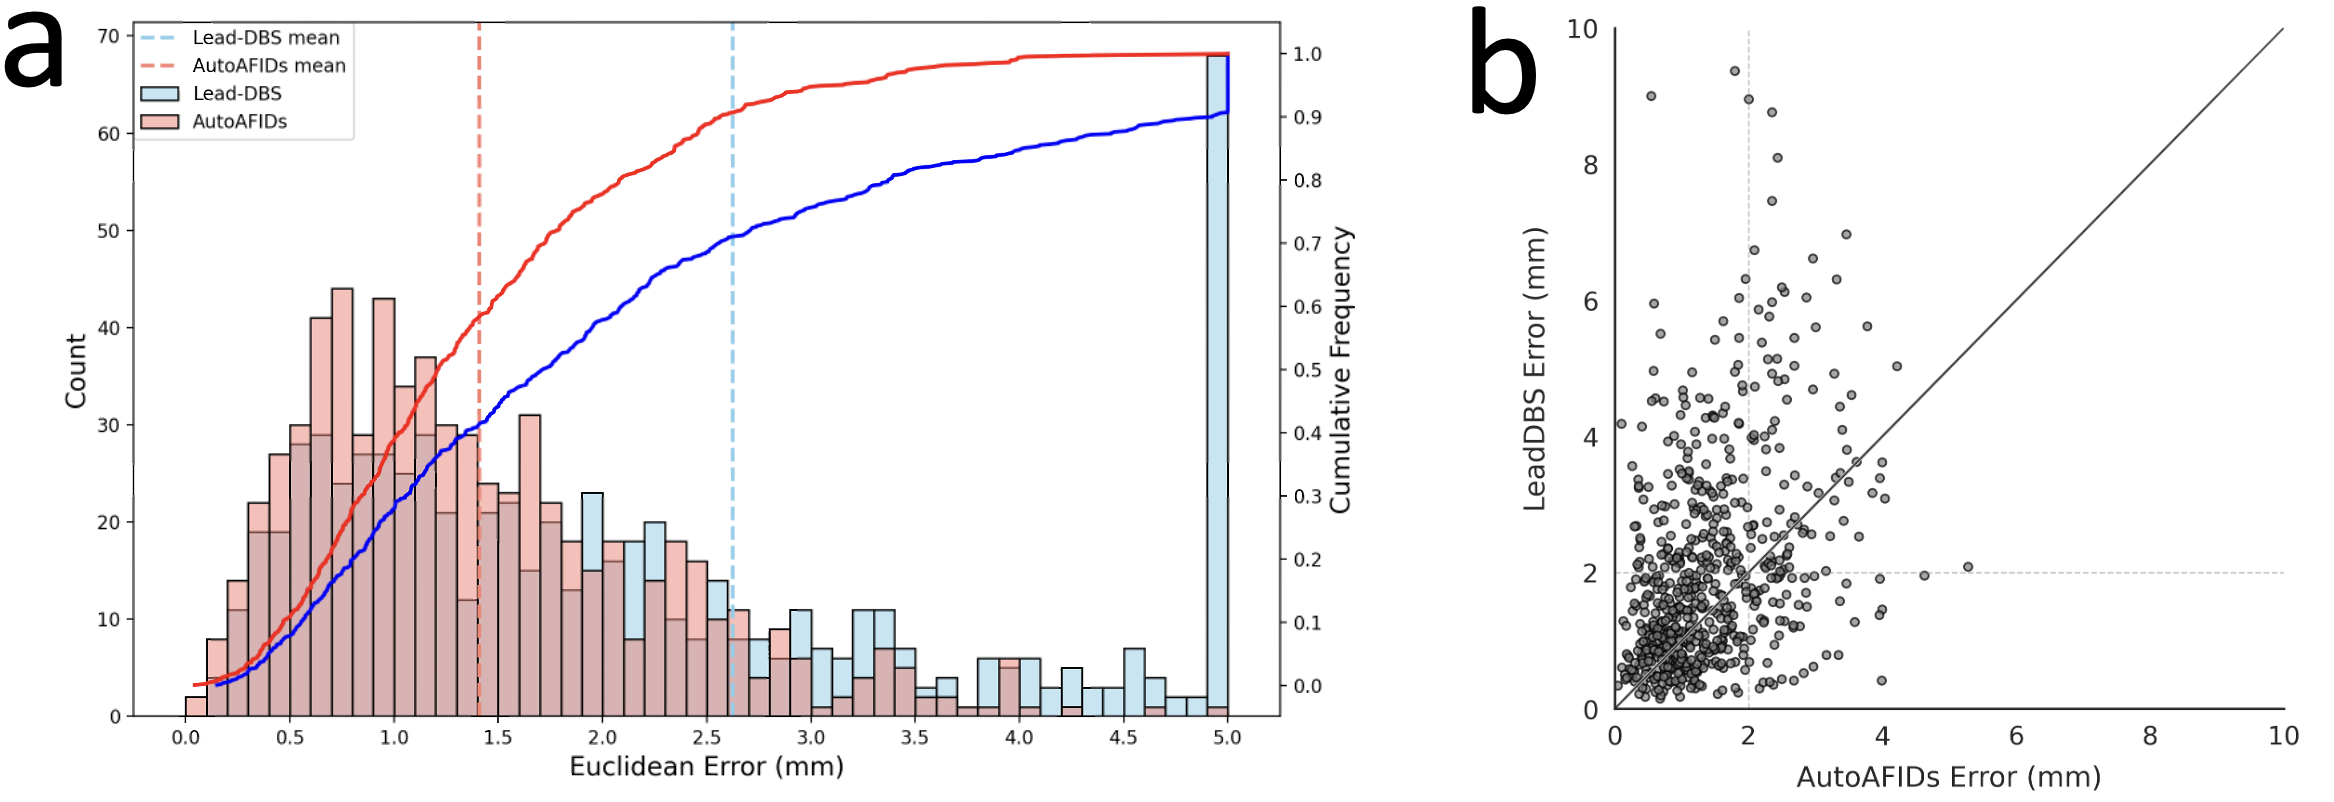 a
Lead-DBS mean
AutoAFIDs mean
Lead-DBS
AutoAFIDs
70
60
50
40
30
20
10
0
Count
1.0
0.9
0.8
0.7
0.6
0.5
0.4
0.3
0.2
0.1
0.0
Cumulative Frequency
0.0 0.5 1.0 1.5 2.0 2.5 3.0 3.5 4.0 4.5 5.0
Euclidean Error (mm)
b
10
8
6
4
2
0
LeadDBS Error (mm)
0 2 4 6 8 10
AutoAFIDs Error (mm)